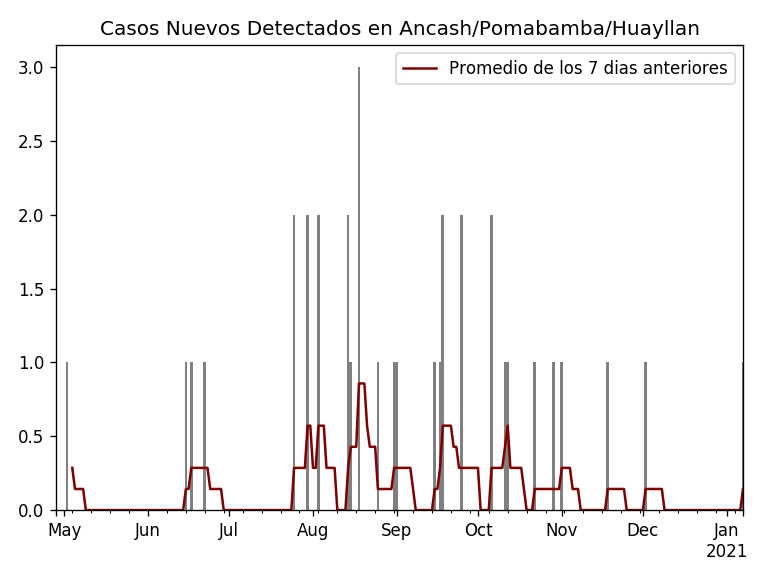 Casos Nuevos Detectados en Ancash/Pomabamba/Huayllan
Promedio de los 7 dias anteriores
3.0
2.5
2.0
1.5
1.0
0.5
0.0
May Jun Jul Aug Sep Oct Nov Dec Jan
2021